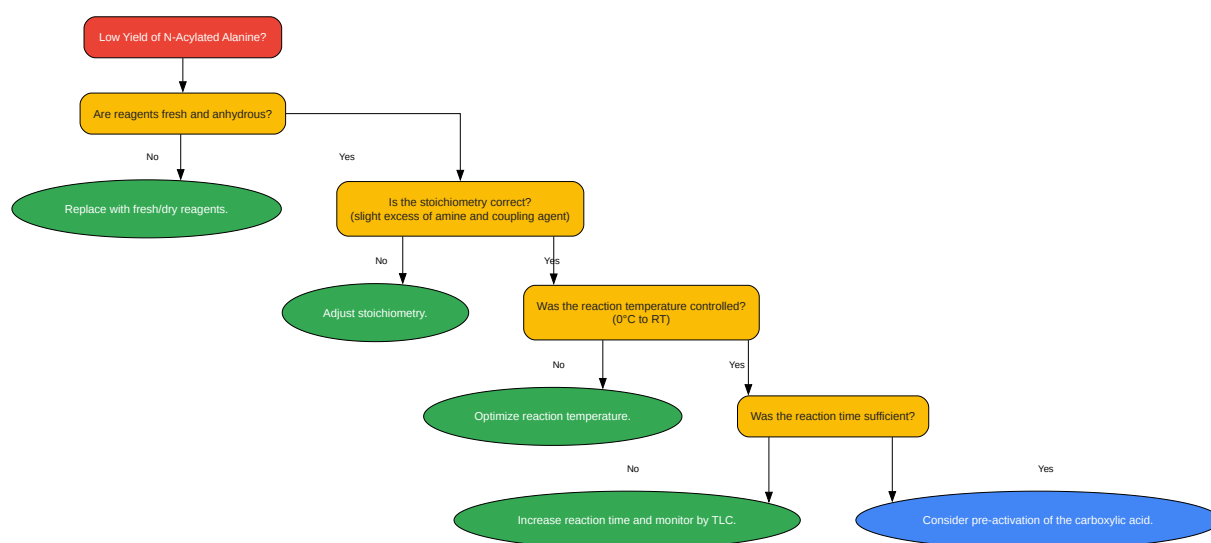 Low Yield of N-Acylated Alanine?
Are reagents fresh and anhydrous?
No
Yes
Replace with fresh/dry reagents.
Is the stoichiometry correct?
(slight excess of amine and coupling agent)
No
Yes
Adjust stoichiometry.
Was the reaction temperature controlled?
(0°C to RT)
No
Yes
Optimize reaction temperature.
Was the reaction time sufficient?
No
Yes
Increase reaction time and monitor by TLC.
Consider pre-activation of the carboxylic acid.